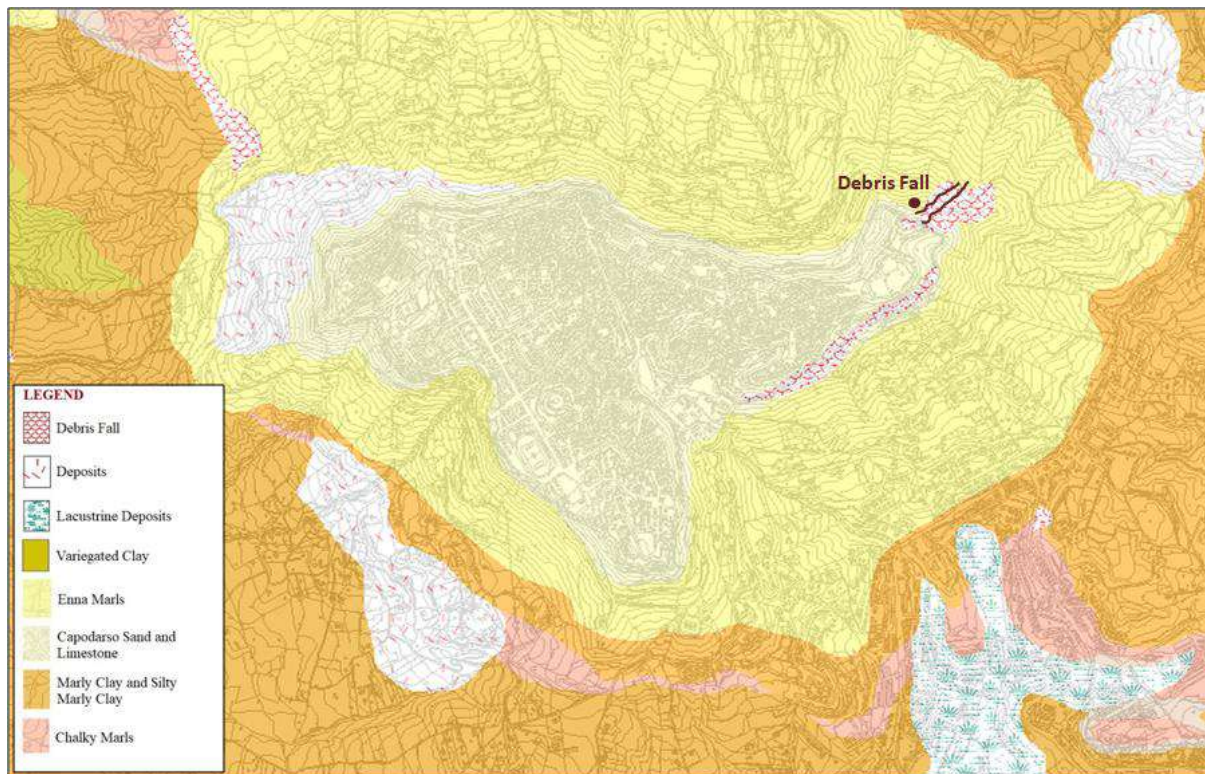 Debris Fall
LEGEND
Debris Fall
Deposits
Lacustrine Deposits
Variegated Clay
Enna Marls
Capodarso Sand and
Limestone
Marly Clay and Silty
Marly Clay
Chalky Marls